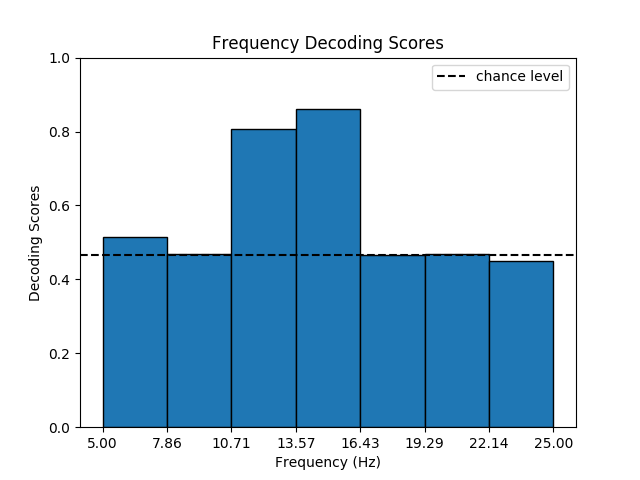 Frequency Decoding Scores
chance level
1.0
0.8
0.6
0.4
0.2
0.0
Decoding Scores
5.00 7.86 10.71 13.57 16.43 19.29 22.14 25.00
Frequency (Hz)